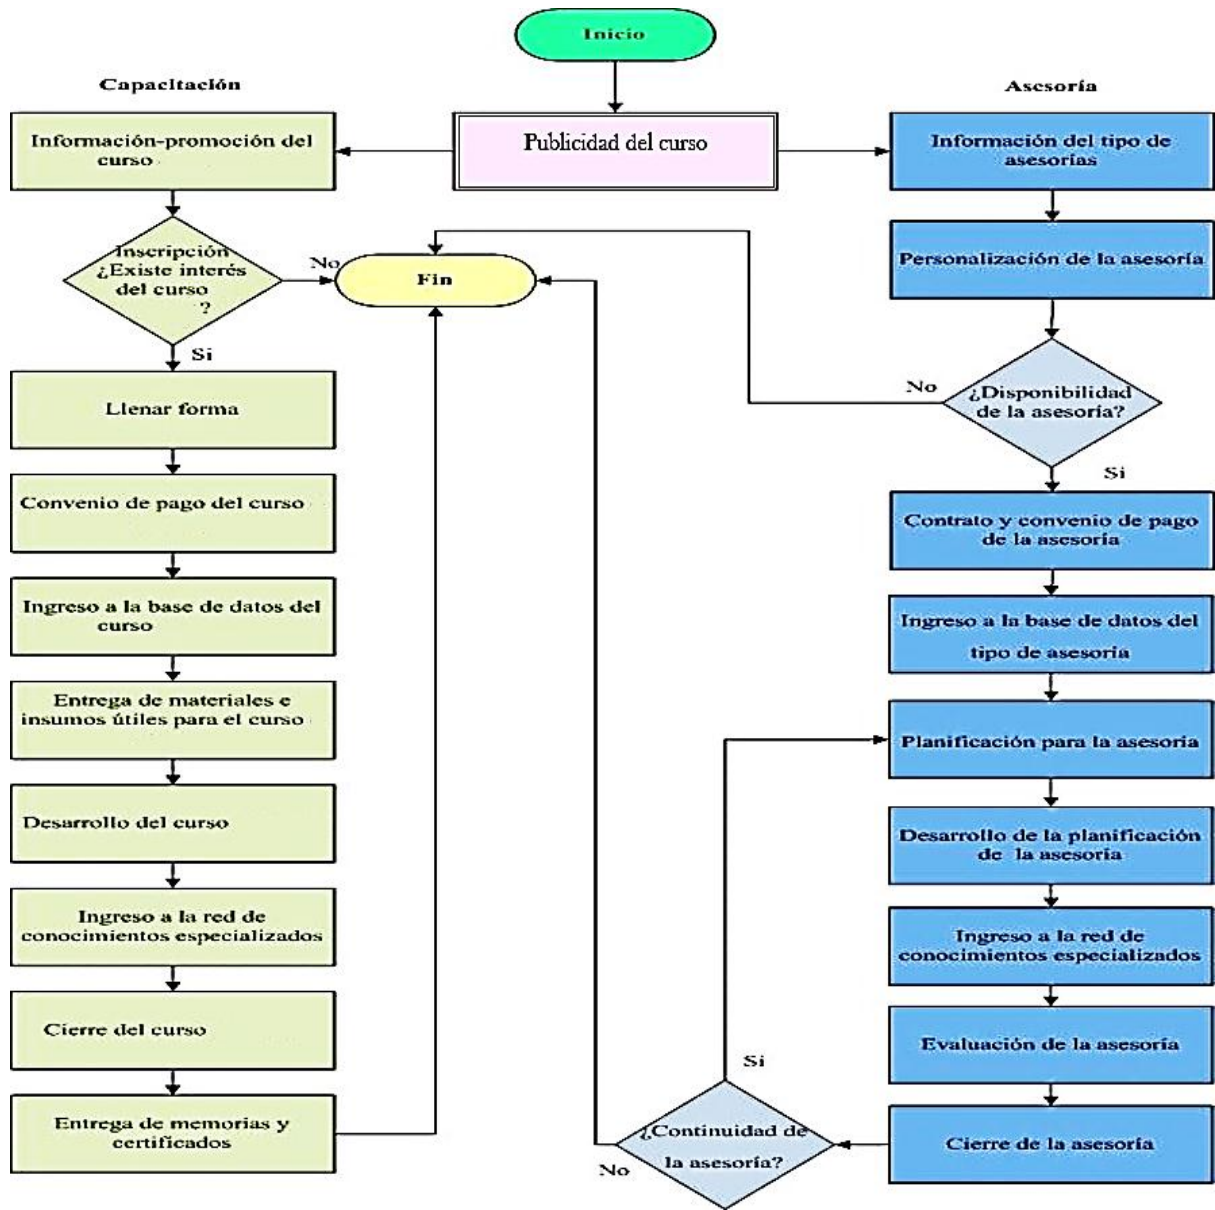 Inicio
Capacitación
Asesoría
Publicidad del curso
Información-promoción del
curso
Inscripción
¿Existe interés
del curso
?
No
Si
Llenar forma
Convenio de pago del curso
Ingreso a la base de datos del
curso
Entrega de materiales e
insumos útiles para el curso
Desarrollo del curso
Ingreso a la red de
conocimientos especializados
Cierre del curso
Entrega de memorias y
certificados
Fin
Información del tipo de
asesorías
Personalización de la asesoría
¿Disponibilidad
de la asesoría?
No
Si
Contrato y convenio de pago
de la asesoría
Ingreso a la base de datos del
tipo de asesoría
Planificación para la asesoría
Desarrollo de la planificación
de la asesoría
Ingreso a la red de
conocimientos especializados
Evaluación de la asesoría
Cierre de la asesoría
¿Continuidad de
la asesoría?
Si
No